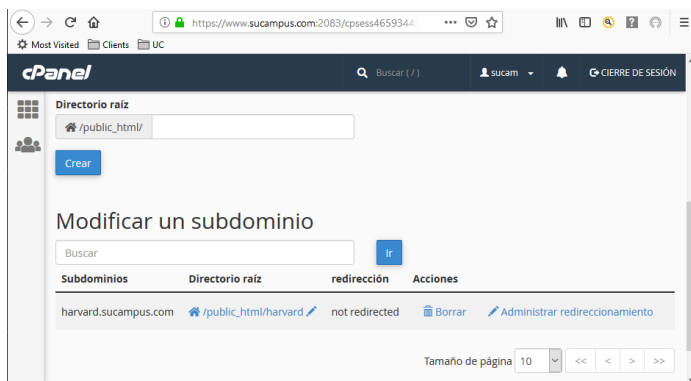 https://www.sucampus.com:2083/cpsess46593443
Most Visited Clients UC
cPanel Buscar ( / ) sucam CIERRE DE SESIÓN
Directorio raíz
/public_html/
Crear
Modificar un subdominio
Buscar Ir
Subdominios Directorio raíz redirección Acciones
harvard.sucampus.com /public_html/harvard not redirected Borrar Administrar redireccionamiento
Tamaño de página 10 << < > >>